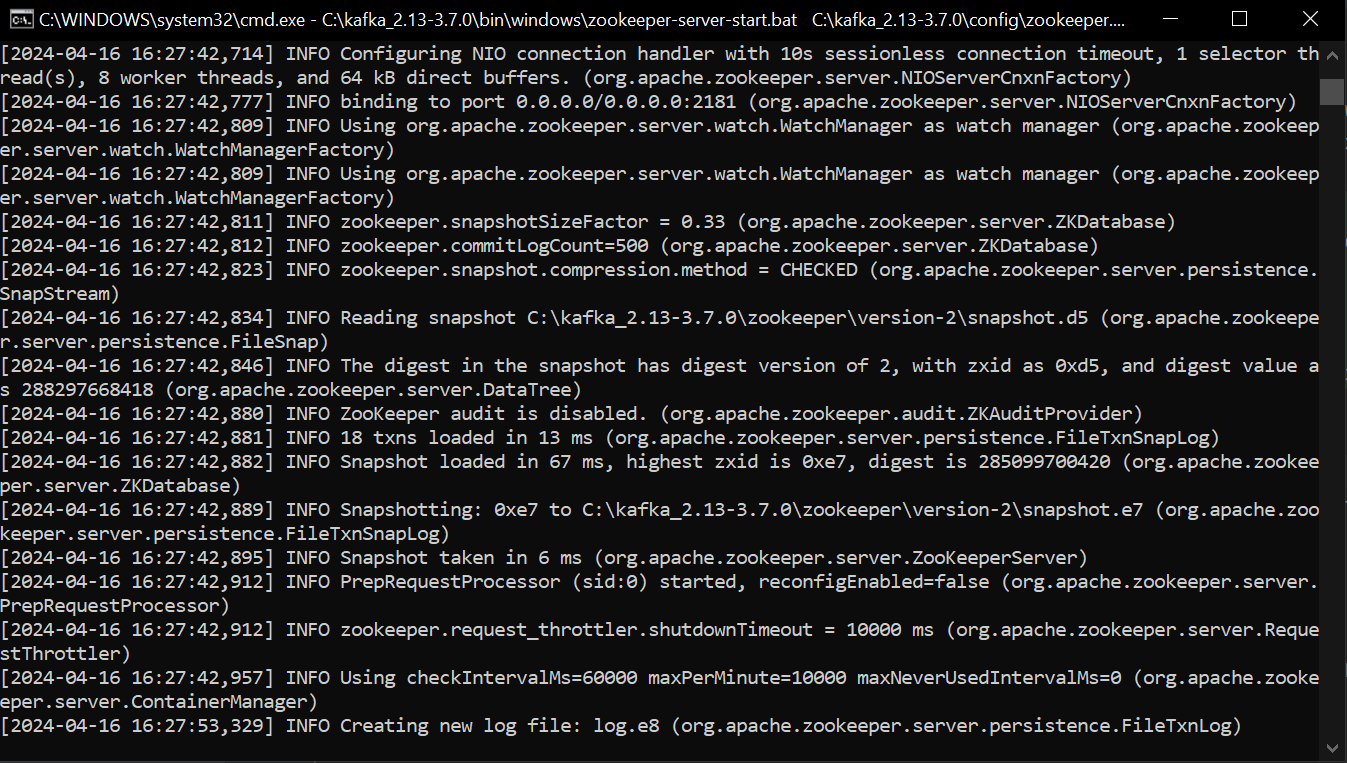 C:\WINDOWS\system32\cmd.exe - C:\kafka_2.13-3.7.0\bin\windows\zookeeper-server-start.bat C:\kafka_2.13-3.7.0\config\zookeeper....
[2024-04-16 16:27:42,714] INFO Configuring NIO connection handler with 10s sessionless connection timeout, 1 selector th
read(s), 8 worker threads, and 64 kB direct buffers. (org.apache.zookeeper.server.NIOServerCnxnFactory)
[2024-04-16 16:27:42,777] INFO binding to port 0.0.0.0/0.0.0.0:2181 (org.apache.zookeeper.server.NIOServerCnxnFactory)
[2024-04-16 16:27:42,809] INFO Using org.apache.zookeeper.server.watch.WatchManager as watch manager (org.apache.zookeep
er.server.watch.WatchManagerFactory)
[2024-04-16 16:27:42,809] INFO Using org.apache.zookeeper.server.watch.WatchManager as watch manager (org.apache.zookeep
er.server.watch.WatchManagerFactory)
[2024-04-16 16:27:42,811] INFO zookeeper.snapshotSizeFactor = 0.33 (org.apache.zookeeper.server.ZKDatabase)
[2024-04-16 16:27:42,812] INFO zookeeper.commitLogCount=500 (org.apache.zookeeper.server.ZKDatabase)
[2024-04-16 16:27:42,823] INFO zookeeper.snapshot.compression.method = CHECKED (org.apache.zookeeper.server.persistence.
SnapStream)
[2024-04-16 16:27:42,834] INFO Reading snapshot C:\kafka_2.13-3.7.0\zookeeper\version-2\snapshot.d5 (org.apache.zookeepe
r.server.persistence.FileSnap)
[2024-04-16 16:27:42,846] INFO The digest in the snapshot has digest version of 2, with zxid as 0xd5, and digest value a
s 288297668418 (org.apache.zookeeper.server.DataTree)
[2024-04-16 16:27:42,880] INFO ZooKeeper audit is disabled. (org.apache.zookeeper.audit.ZKAuditProvider)
[2024-04-16 16:27:42,881] INFO 18 txns loaded in 13 ms (org.apache.zookeeper.server.persistence.FileTxnSnapLog)
[2024-04-16 16:27:42,882] INFO Snapshot loaded in 67 ms, highest zxid is 0xe7, digest is 285099700420 (org.apache.zookee
per.server.ZKDatabase)
[2024-04-16 16:27:42,889] INFO Snapshotting: 0xe7 to C:\kafka_2.13-3.7.0\zookeeper\version-2\snapshot.e7 (org.apache.zoo
keeper.server.persistence.FileTxnSnapLog)
[2024-04-16 16:27:42,895] INFO Snapshot taken in 6 ms (org.apache.zookeeper.server.ZooKeeperServer)
[2024-04-16 16:27:42,912] INFO PrepRequestProcessor (sid:0) started, reconfigEnabled=false (org.apache.zookeeper.server.
PrepRequestProcessor)
[2024-04-16 16:27:42,912] INFO zookeeper.request_throttler.shutdownTimeout = 10000 ms (org.apache.zookeeper.server.Reque
stThrottler)
[2024-04-16 16:27:42,957] INFO Using checkIntervalMs=60000 maxPerMinute=10000 maxNeverUsedIntervalMs=0 (org.apache.zooke
eper.server.ContainerManager)
[2024-04-16 16:27:53,329] INFO Creating new log file: log.e8 (org.apache.zookeeper.server.persistence.FileTxnLog)